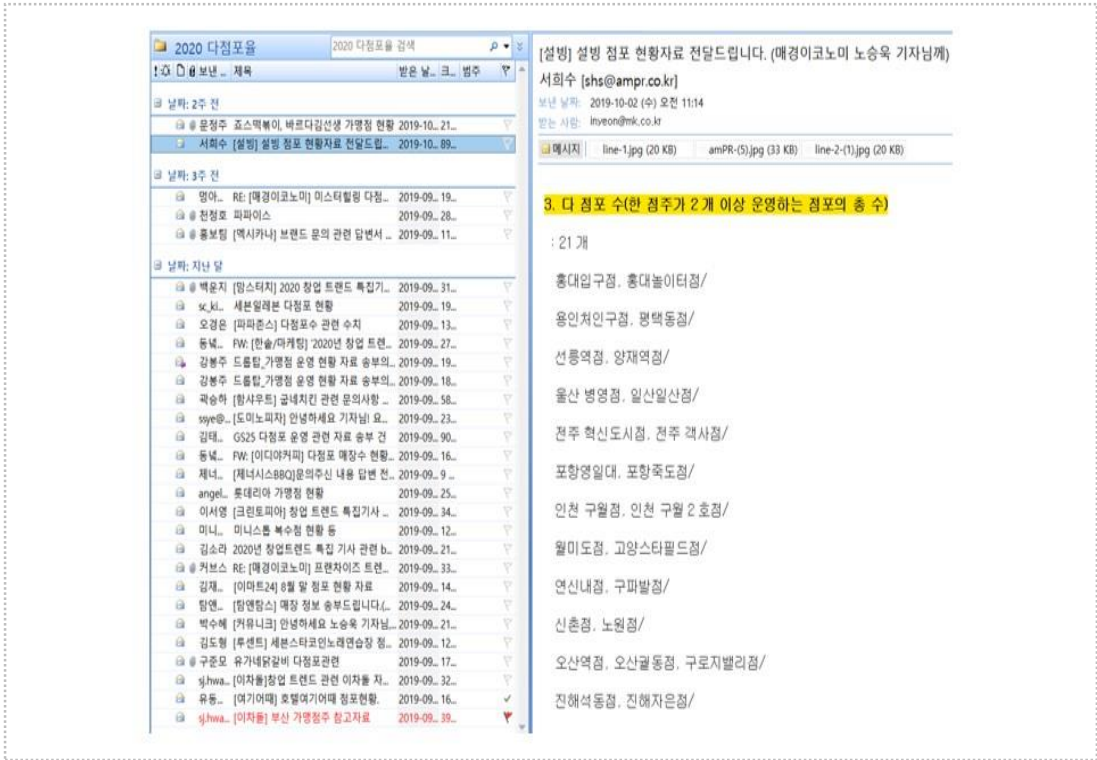 2020 다점포율
2020 다점포율 검색
보낸 ... 제목 받은 날... 크... 범주
날짜: 2주 전
문정주 죠스떡볶이, 바르다김선생 가맹점 현황 2019-10... 21...
서희수 [설빙] 설빙 점포 현황자료 전달드립... 2019-10... 89...
날짜: 3주 전
멍아... RE: [매경이코노미] 미스터힐링 다점... 2019-09... 19...
천정호 파파이스 2019-09... 28...
홍보팀 [멕시카나] 브랜드 문의 관련 답변서 ... 2019-09... 11...
날짜: 지난 달
백운지 [맘스터치] 2020 창업 트랜드 특집기... 2019-09... 31...
sc_ki... 세븐일레븐 다점포 현황 2019-09... 19...
오경은 [파파존스] 다점포수 관련 수치 2019-09... 13...
동녘... FW: [한솥/마케팅] '2020년 창업 트렌... 2019-09... 27...
강봉주 드롭탑_가맹점 운영 현황 자료 송부의... 2019-09... 19...
강봉주 드롭탑_가맹점 운영 현황 자료 송부의... 2019-09... 18...
곽승하 [함샤우트] 굽네치킨 관련 문의사항 ... 2019-09... 58...
ssye@... [도미노피자] 안녕하세요 기자님! 요... 2019-09... 23...
김태... GS25 다점포 운영 관련 자료 송부 건 2019-09... 90...
동녘... FW: [이디야커피] 다점포 매장수 현황... 2019-09... 16...
제너... [제너시스BBQ]문의주신 내용 답변 전... 2019-09... 9 ...
angel... 롯데리아 가맹점 현황 2019-09... 25...
이서영 [크린토피아] 창업 트렌드 특집기사 ... 2019-09... 34...
미니... 미니스톱 복수점 현황 등 2019-09... 12...
김소라 2020년 창업트렌드 특집 기사 관련 b... 2019-09... 21...
커브스 RE: [매경이코노미] 프랜차이즈 트렌... 2019-09... 33...
김재... [이마트24] 8월 말 점포 현황 자료 2019-09... 14...
탐앤... [탐앤탐스] 매장 정보 송부드립니다.(... 2019-09... 24...
박수혜 [커유니크] 안녕하세요 노승욱 기자님,... 2019-09... 21...
김도형 [루센트] 세븐스타코인노래연습장 점... 2019-09... 12...
구준모 유가네닭갈비 다점포관련 2019-09... 17...
sj.hwa... [이차돌]창업 트렌드 관련 이차돌 자... 2019-09... 32...
유동... [여기어때] 호텔여기어때 점포현황. 2019-09... 16...
sj.hwa... [이차돌] 부산 가맹점주 참고자료 2019-09... 39...
[설빙] 설빙 점포 현황자료 전달드립니다. (매경이코노미 노승욱 기자님께)
서희수 [shs@ampr.co.kr]
보낸 날짜: 2019-10-02 (수) 오전 11:14
받는 사람: inyeon@mk.co.kr
메시지 line-1.jpg (20 KB) amPR-(5).jpg (33 KB) line-2-(1).jpg (20 KB)
3. 다 점포 수(한 점주가 2 개 이상 운영하는 점포의 총 수)
: 21 개
홍대입구점, 홍대놀이터점/
용인처인구점, 평택동점/
선릉역점, 양재역점/
울산 병영점, 일산일산점/
전주 혁신도시점, 전주 객사점/
포항영일대, 포항죽도점/
인천 구월점, 인천 구월 2 호점/
월미도점, 고양스타필드점/
연신내점, 구파발점/
신촌점, 노원점/
오산역점, 오산궐동점, 구로지밸리점/
진해석동점, 진해자은점/